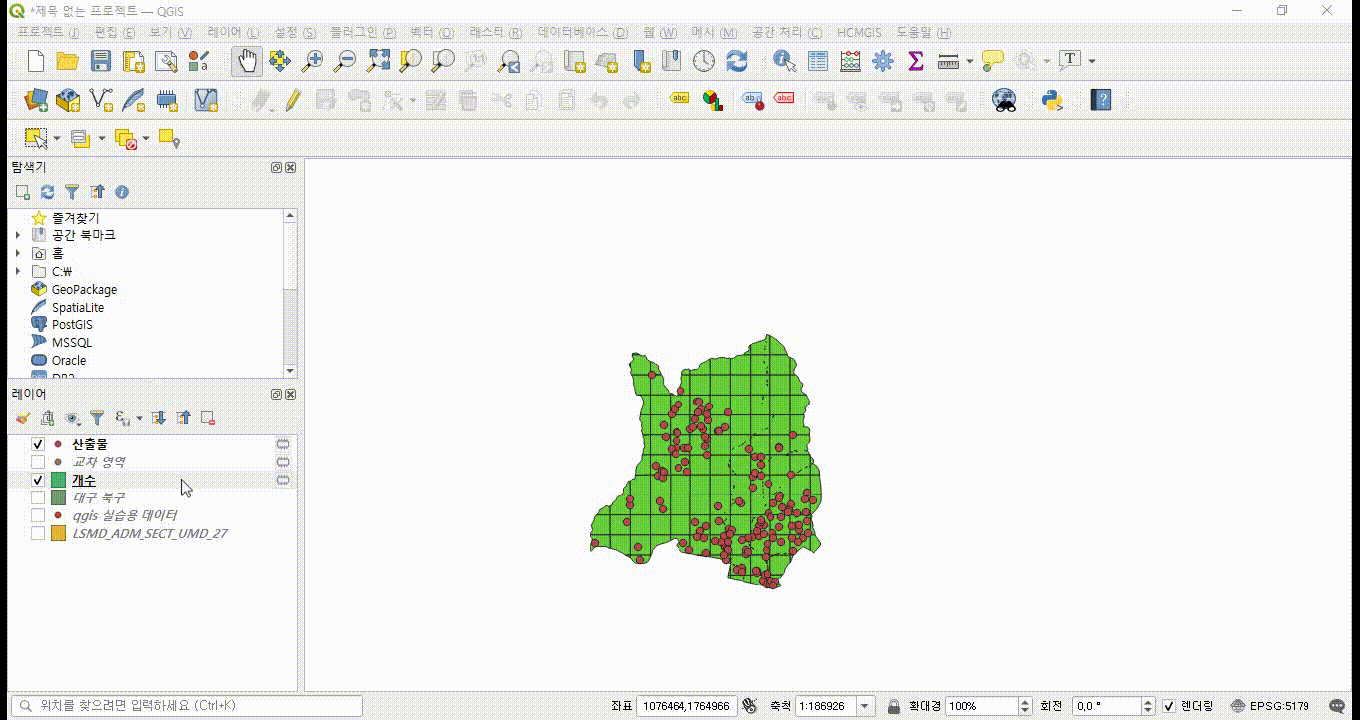 *제목 없는 프로젝트 — QGIS
프로젝트 (J) 편집 (E) 보기 (V) 레이어 (L) 설정 (S) 플러그인 (P) 벡터 (O) 래스터 (R) 데이터베이스 (D) 웹 (W) 메시 (M) 공간 처리 (C) HCMGIS 도움말 (H)
탐색기
즐겨찾기
공간 북마크
홈
C:₩
GeoPackage
SpatiaLite
PostGIS
MSSQL
Oracle
DB2
레이어
산출물
교차 영역
개수
대구 북구
qgis 실습용 데이터
LSMD_ADM_SECT_UMD_27
위치를 찾으려면 입력하세요 (Ctrl+K) 좌표 1076464,1764966 축척 1:186926 확대경 100% 회전 0,0 ° 렌더링 EPSG:5179